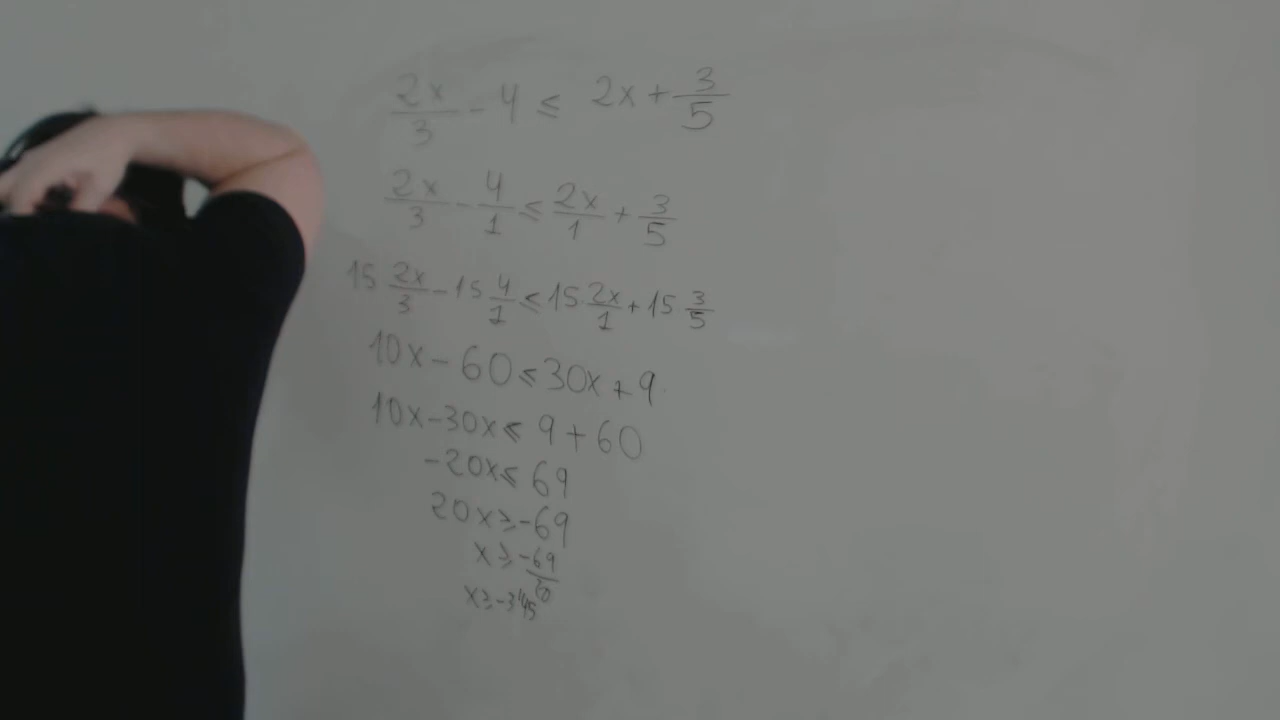 2x/3 - 4 ≤ 2x + 3/5
2x/3 - 4/1 ≤ 2x/1 + 3/5
15 2x/3 - 15 4/1 ≤ 15 2x/1 + 15 3/5
10x - 60 ≤ 30x + 9
10x - 30x ≤ 9 + 60
-20x ≤ 69
20x ≥ -69
x ≥ -69/20
x ≥ -3'45